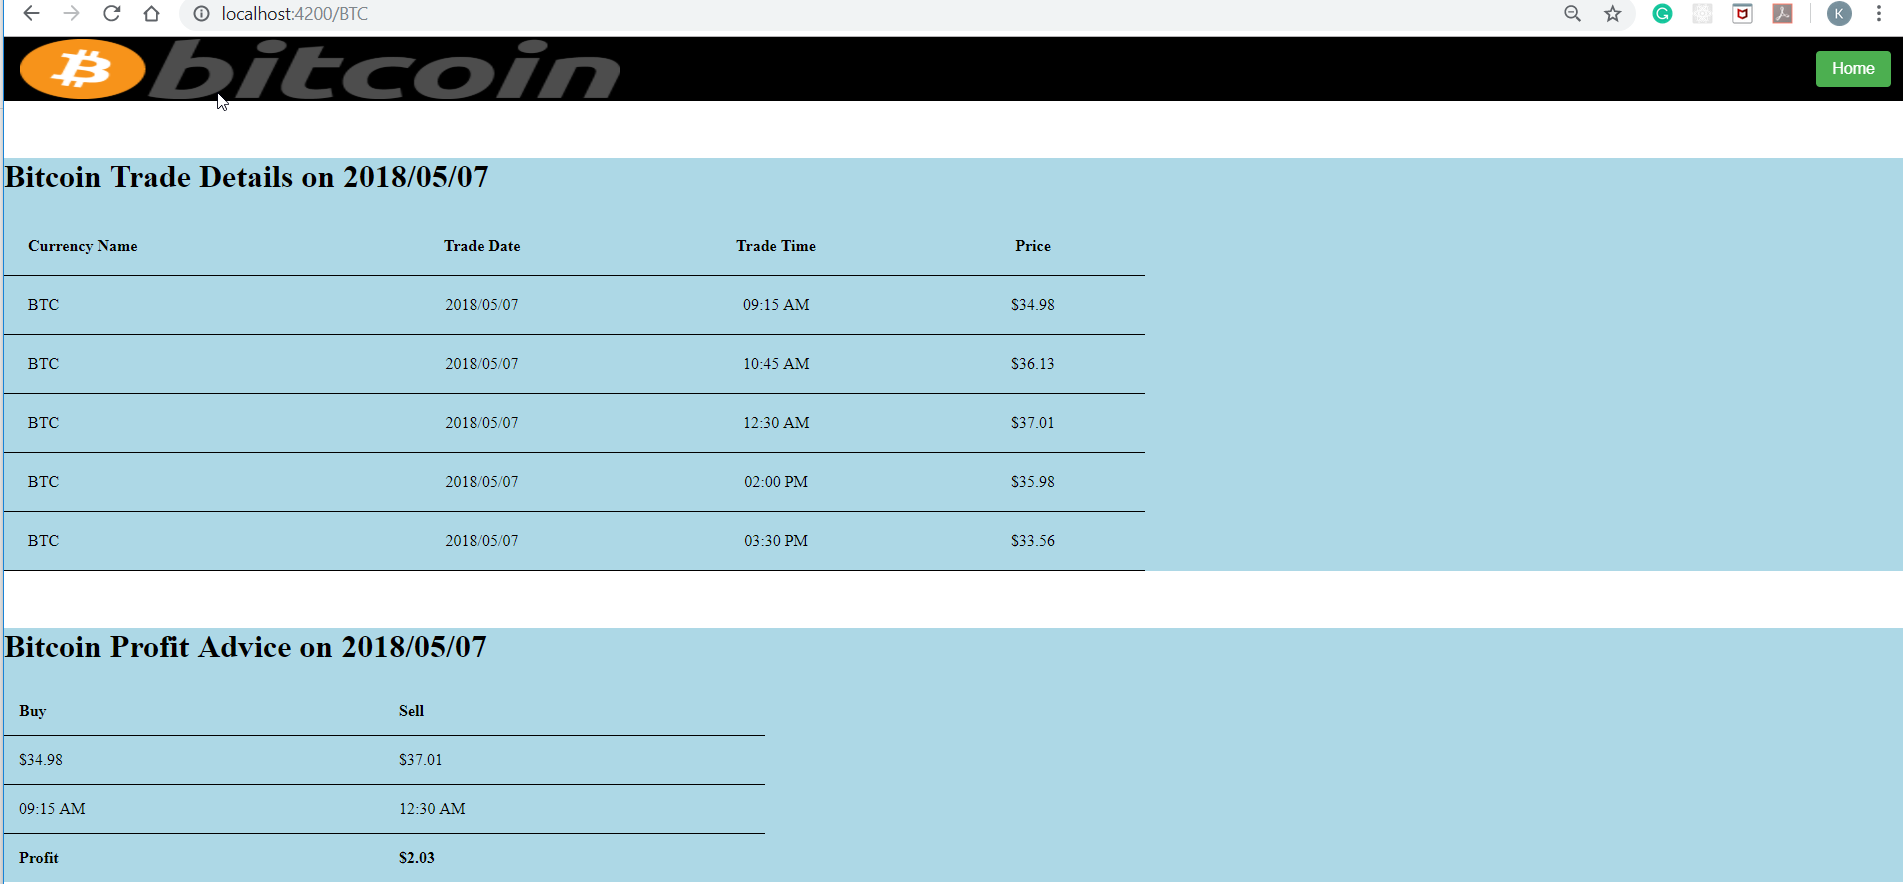 localhost:4200/BTC
K
bitcoin
Home
Bitcoin Trade Details on 2018/05/07
Currency Name Trade Date Trade Time Price
BTC 2018/05/07 09:15 AM $34.98
BTC 2018/05/07 10:45 AM $36.13
BTC 2018/05/07 12:30 AM $37.01
BTC 2018/05/07 02:00 PM $35.98
BTC 2018/05/07 03:30 PM $33.56
Bitcoin Profit Advice on 2018/05/07
Buy Sell
$34.98 $37.01
09:15 AM 12:30 AM
Profit $2.03